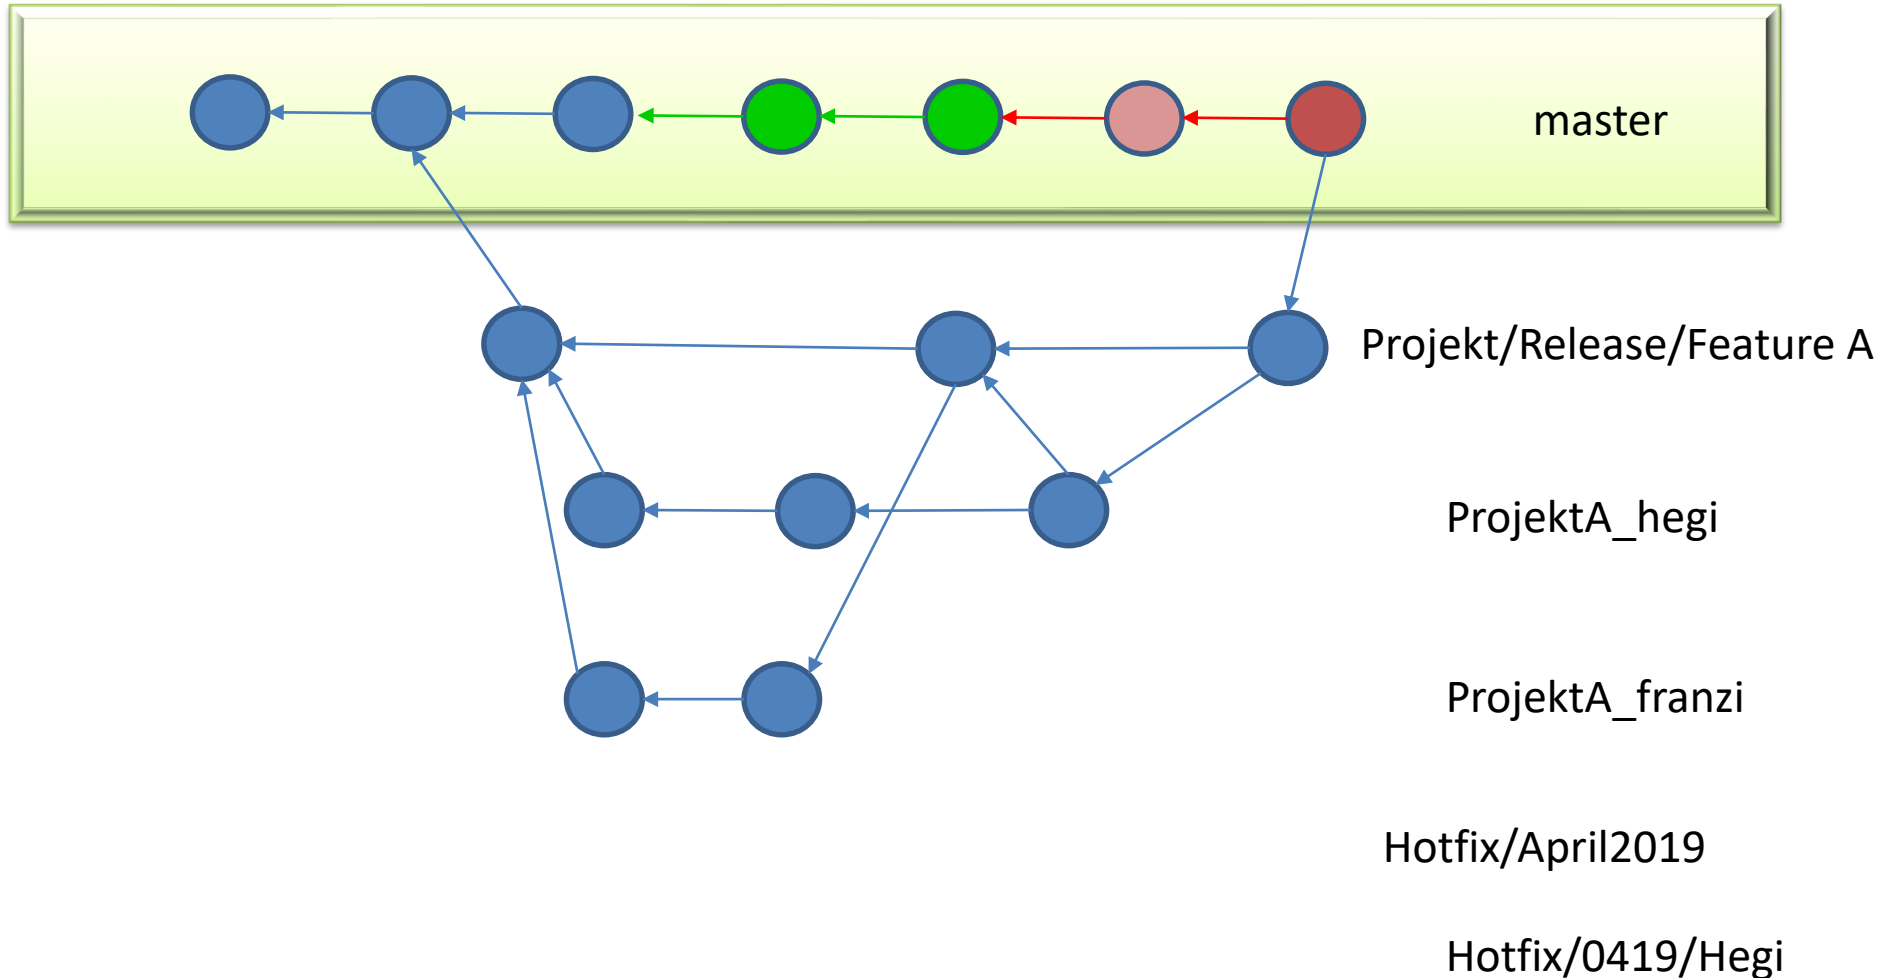 master
Projekt/Release/Feature A
ProjektA_hegi
ProjektA_franzi
Hotfix/April2019
Hotfix/0419/Hegi